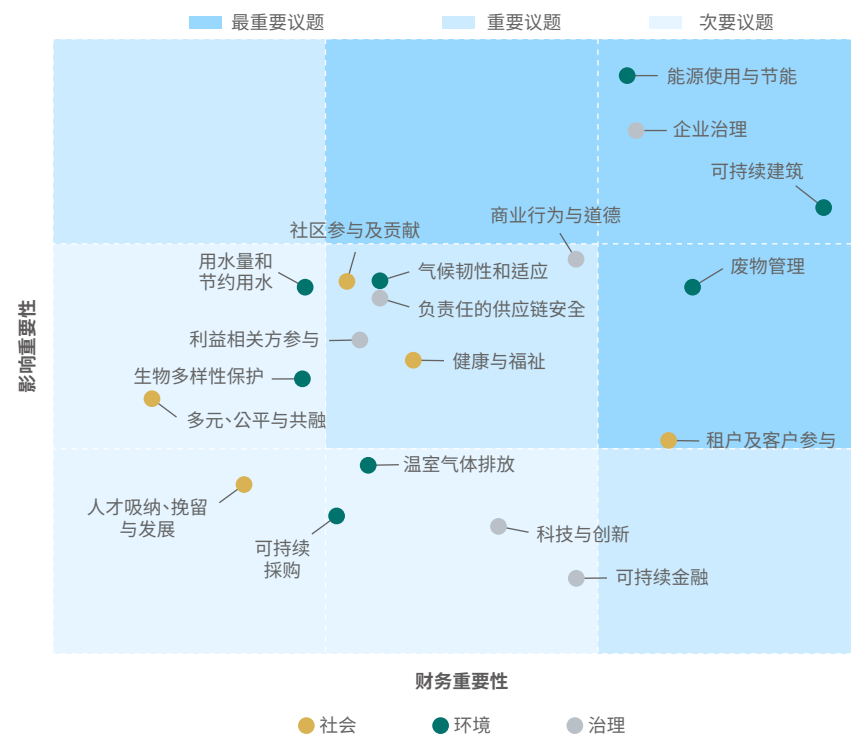 最重要议题
重要议题
次要议题
能源使用与节能
企业治理
可持续建筑
商业行为与道德
社区参与及贡献
用水量和
节约用水
气候韧性和适应
废物管理
负责任的供应链安全
利益相关方参与
健康与福祉
生物多样性保护
多元、公平与共融
租户及客户参与
温室气体排放
人才吸纳、挽留
与发展
可持续
採购
科技与创新
可持续金融
影响重要性
财务重要性
社会
环境
治理